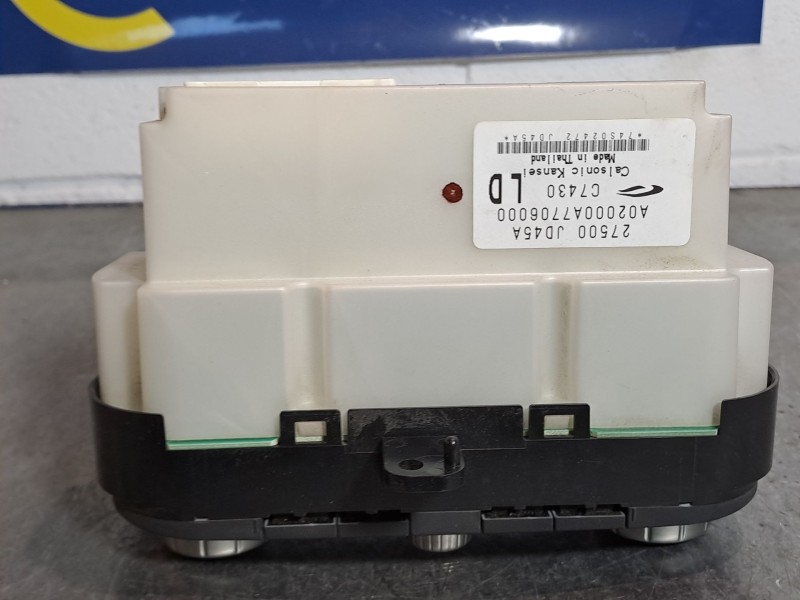 27500 JD45A
A02000A7706000
C7430
LD
Calsonic Kansei
Made in Thailand
*74S02472 JD45A*